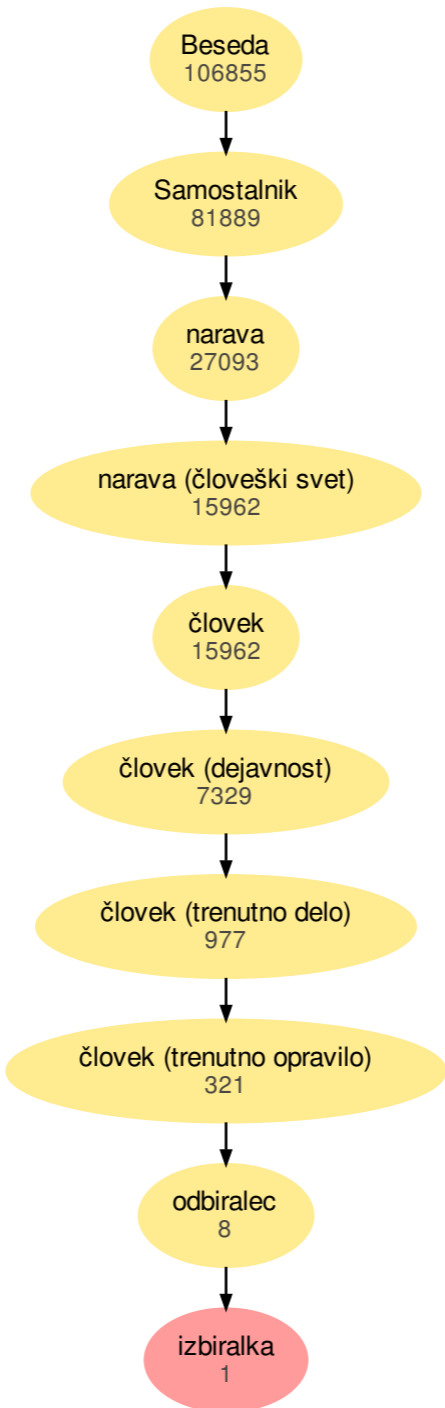 Beseda
106855
Samostalnik
81889
narava
27093
narava (človeški svet)
15962
človek
15962
človek (dejavnost)
7329
človek (trenutno delo)
977
človek (trenutno opravilo)
321
odbiralec
8
izbiralka
1